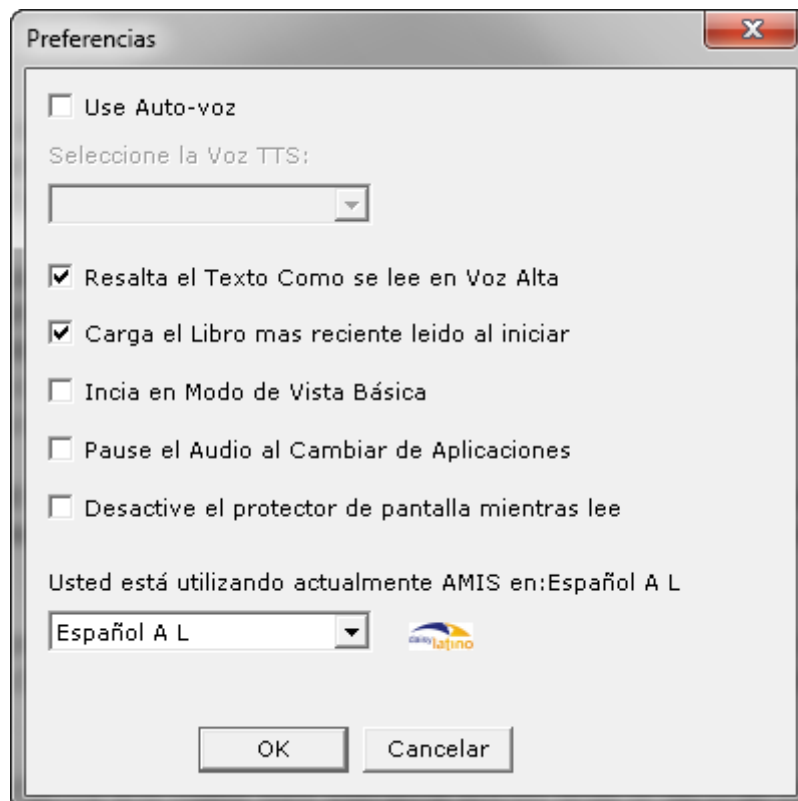 Preferencias
Use Auto-voz
Seleccione la Voz TTS:
Resalta el Texto Como se lee en Voz Alta
Carga el Libro mas reciente leido al iniciar
Incia en Modo de Vista Básica
Pause el Audio al Cambiar de Aplicaciones
Desactive el protector de pantalla mientras lee
Usted está utilizando actualmente AMIS en:Español A L
Español A L
daisy latino
OK Cancelar